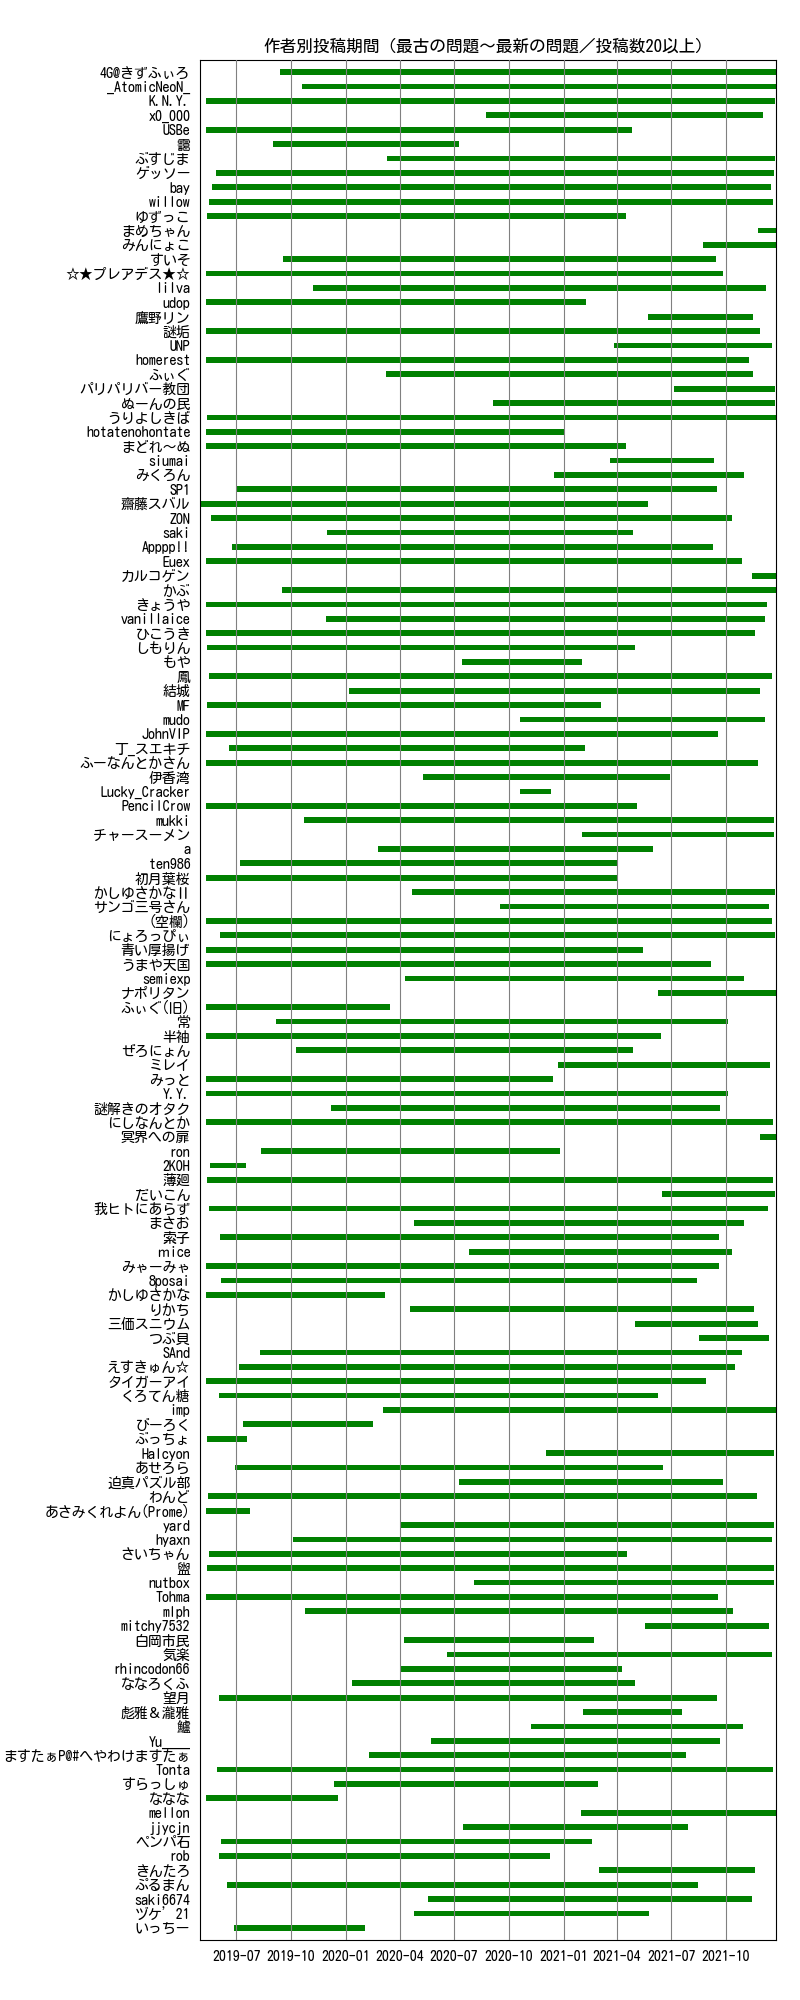 作者別投稿期間（最古の問題～最新の問題／投稿数20以上）
4G@きずふぃろ
_AtomicNeoN_
K.N.Y.
x0_000
USBe
ぷすじま
ゲッソー
bay
willow
ゆずっこ
まめちゃん
みんにょこ
すいそ
☆★プレアデス★☆
lilva
udop
鷹野リン
謎垢
UNP
homerest
ふぃぐ
パリパリバー教団
ぬーんの民
うりよしきば
hotatenohontate
まどれ～ぬ
siumai
みくろん
SP1
齋藤スバル
ZON
saki
Appppll
Euex
カルコゲン
かぶ
きょうや
vanillaice
ひこうき
しもりん
もや
鳳
結城
MF
mudo
JohnVIP
丁_スエキチ
ふーなんとかさん
伊香湾
Lucky_Cracker
PencilCrow
mukki
チャースーメン
a
ten986
初月葉桜
かしゆさかなII
サンゴ三号さん
(空欄)
にょろっぴぃ
青い厚揚げ
うまや天国
semiexp
ナポリタン
ふぃぐ(旧)
常
半袖
ぜろにょん
ミレイ
みっと
Y.Y.
謎解きのオタク
にしなんとか
冥界への扉
ron
2KOH
薄廻
だいこん
我ヒトにあらず
まさお
索子
mice
みゃーみゃ
8posai
かしゆさかな
りかち
三価スニウム
つぶ貝
SAnd
えすきゅん☆
タイガーアイ
くろてん糖
imp
びーろく
ぶっちょ
Halcyon
あせろら
迫真パズル部
わんど
あさみくれよん(Prome)
yard
hyaxn
さいちゃん
nutbox
Tohma
mlph
mitchy7532
白岡市民
気楽
rhincodon66
ななろくふ
望月
彪雅＆瀧雅
鱸
Yu____
ますたぁP@#へやわけますたぁ
Tonta
すらっしゅ
ななな
mellon
jjycjn
ペンパ石
rob
きんたろ
ぷるまん
saki6674
ヅケ’21
いっちー
2019-07 2019-10 2020-01 2020-04 2020-07 2020-10 2021-01 2021-04 2021-07 2021-10